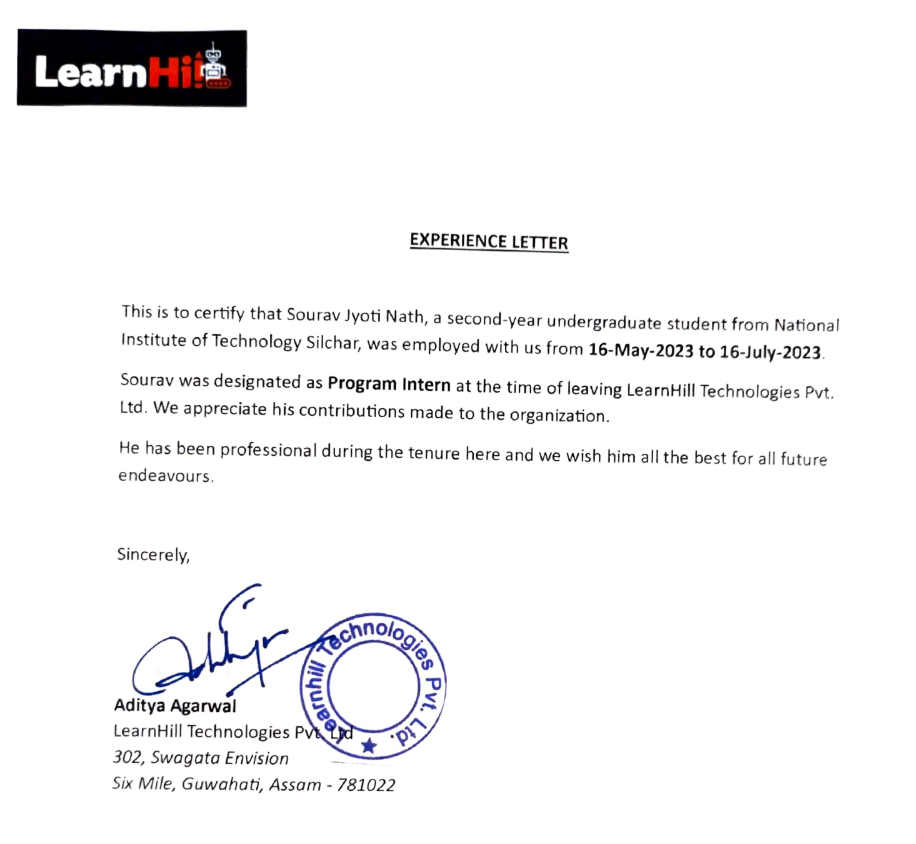 LearnHill
EXPERIENCE LETTER
This is to certify that Sourav Jyoti Nath, a second-year undergraduate student from National
Institute of Technology Silchar, was employed with us from 16-May-2023 to 16-July-2023.
Sourav was designated as Program Intern at the time of leaving LearnHill Technologies Pvt.
Ltd. We appreciate his contributions made to the organization.
He has been professional during the tenure here and we wish him all the best for all future
endeavours.
Sincerely,
Learnhill Technologies Pvt. Ltd.
Aditya Agarwal
LearnHill Technologies Pvt. Ltd
302, Swagata Envision
Six Mile, Guwahati, Assam - 781022